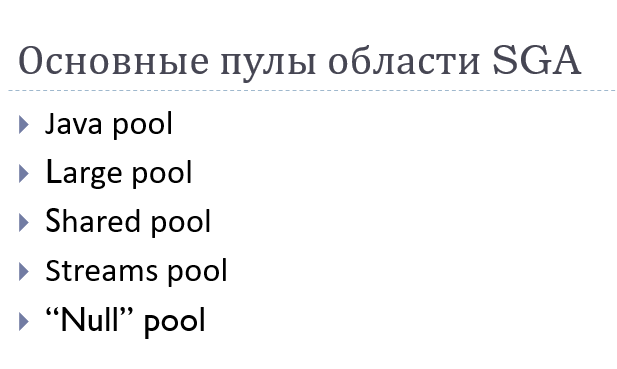 Основные пулы области SGA
Java pool
Large pool
Shared pool
Streams pool
“Null” pool